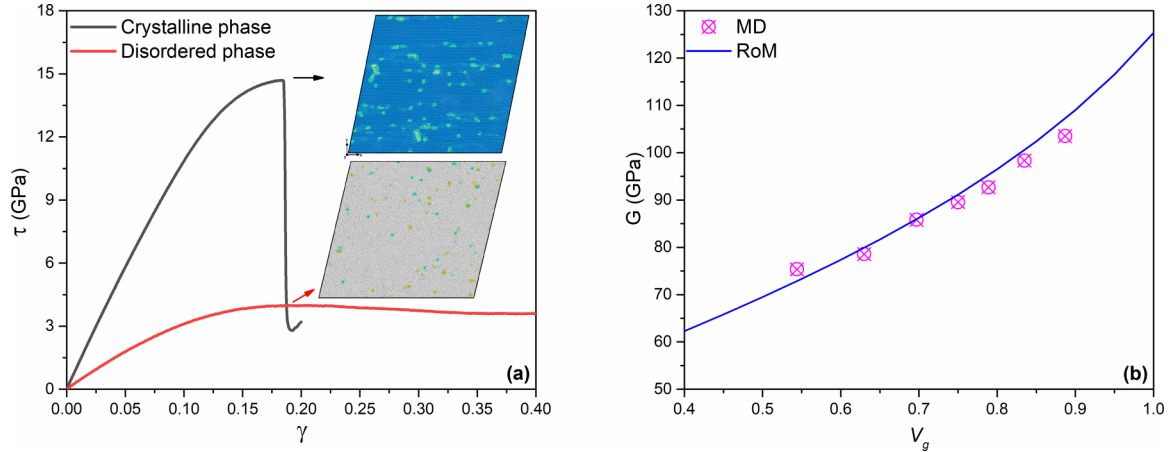 18
15
12
9
6
3
0
τ (GPa)
Crystalline phase
Disordered phase
(a)
0.00 0.05 0.10 0.15 0.20 0.25 0.30 0.35 0.40
γ
130
120
110
100
90
80
70
60
50
G (GPa)
MD
RoM
(b)
0.4 0.5 0.6 0.7 0.8 0.9 1.0
Vg